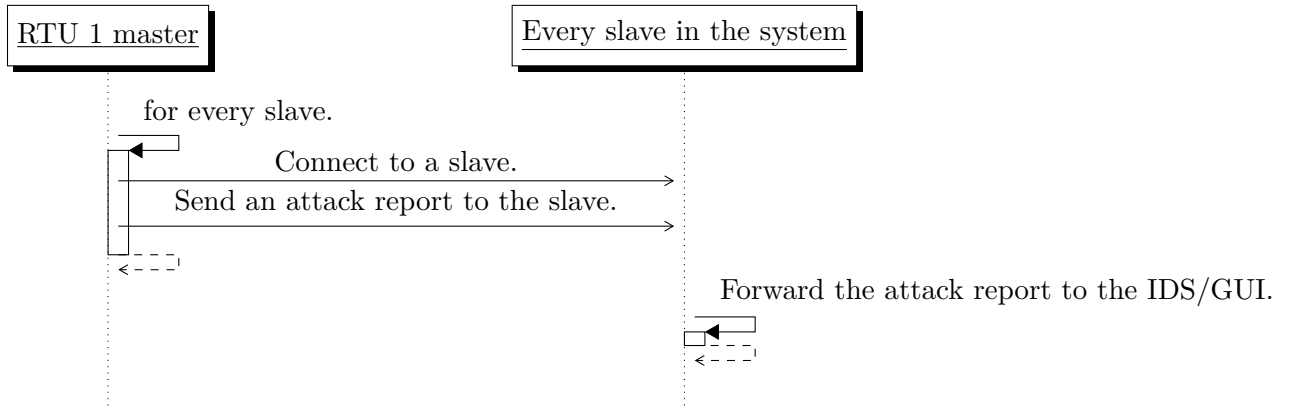 RTU 1 master
Every slave in the system
for every slave.
Connect to a slave.
Send an attack report to the slave.
Forward the attack report to the IDS/GUI.